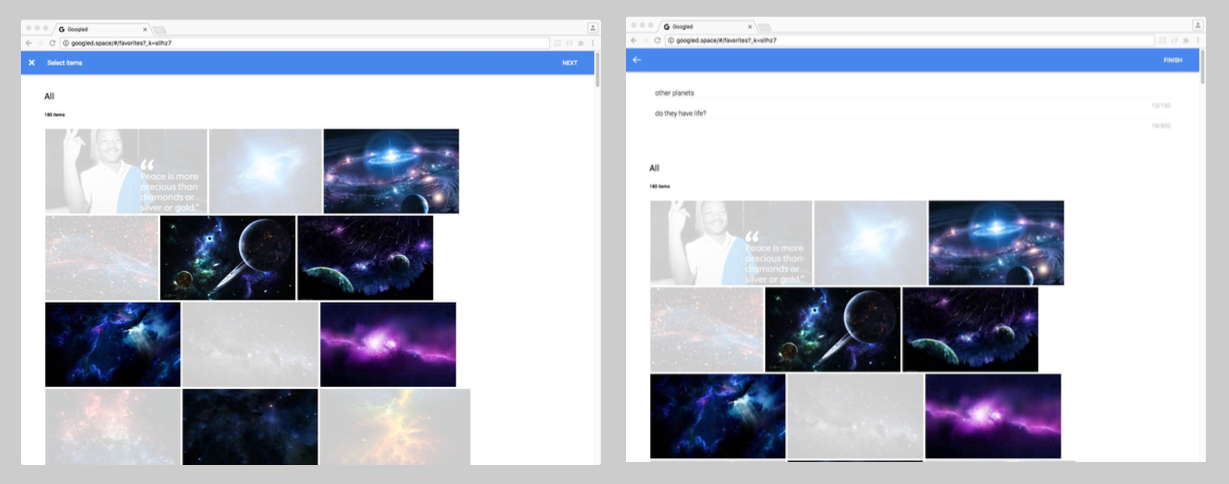 Googled
googled.space/#/favorites?_k=sllhz7
Select items
NEXT
All
180 items
“
Peace is more
precious than
diamonds or
silver or gold."
Googled
googled.space/#/favorites?_k=sllhz7
FINISH
other planets
13/150
do they have life?
18/800
All
180 items
“
Peace is more
precious than
diamonds or
silver or gold."